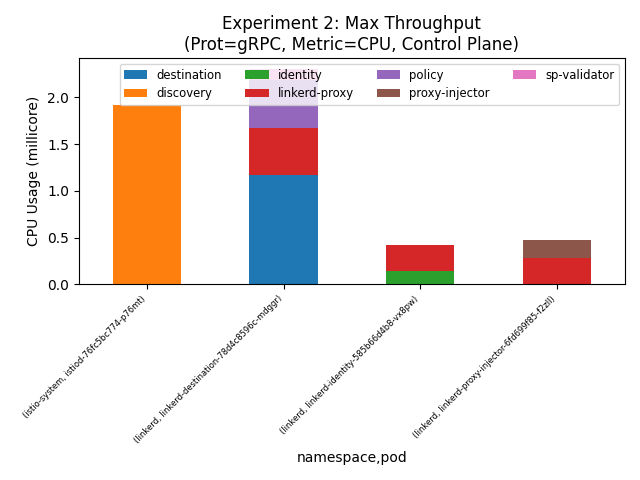 Experiment 2: Max Throughput
(Prot=gRPC, Metric=CPU, Control Plane)
destination
discovery
identity
linkerd-proxy
policy
proxy-injector
sp-validator
CPU Usage (millicore)
2.0
1.5
1.0
0.5
0.0
(istio-system, istiod-76fc5bc774-p76mt)
(linkerd, linkerd-destination-78d4c8596c-mdggr)
(linkerd, linkerd-identity-585b66d4b8-vx8pw)
(linkerd, linkerd-proxy-injector-6fd699f85-f2zll)
namespace,pod